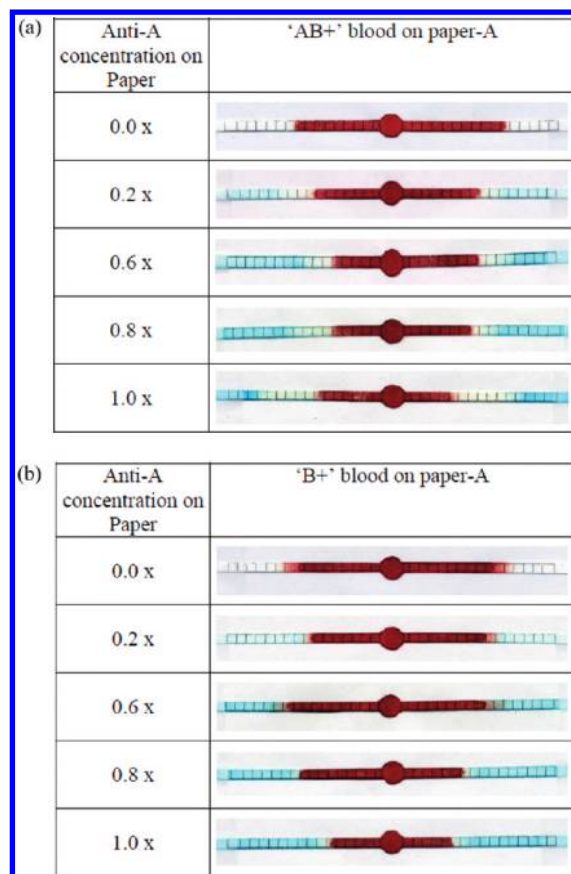 (a)
Anti-A
concentration on
Paper
‘AB+’ blood on paper-A
0.0 x
0.2 x
0.6 x
0.8 x
1.0 x
(b)
Anti-A
concentration on
Paper
‘B+’ blood on paper-A
0.0 x
0.2 x
0.6 x
0.8 x
1.0 x